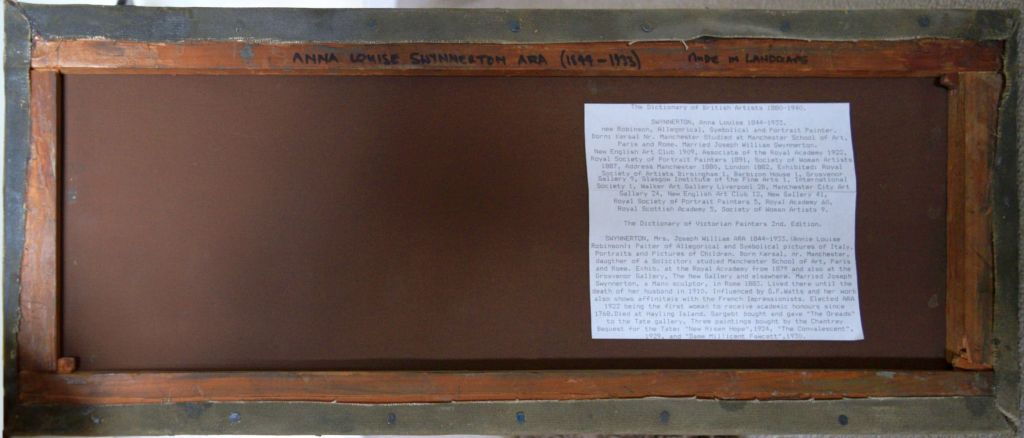 ANNA LOUISE SWYNNERTON ARA (1844-1933) NUDE IN LANDSCAPE
The Dictionary of British Artists 1880-1940.
SWYNNERTON, Anna Louise 1844-1933.
nee Robinson, Allegorical, Symbolical and Portrait Painter.
Born: Kersal Nr. Manchester Studied at Manchester School of Art,
Paris and Rome. Married Joseph William Swynnerton.
New English Art Club 1909, Associate of the Royal Academy 1922,
Royal Society of Portrait Painters 1891, Society of Woman Artists
1887, Address Manchester 1880, London 1882, Exhibited: Royal
Society of Artists Birmingham 1, Barbizon House 1, Grosvenor
Gallery 9, Glasgow Institute of the Fine Arts 1, International
Society 1, Walker Art Gallery Liverpool 28, Manchester City Art
Gallery 24, New English Art Club 12, New Gallery 41,
Royal Society of Portrait Painters 5, Royal Academy 60,
Royal Scottish Academy 5, Society of Women Artists 9.
The Dictionary of Victorian Painters 2nd. Edition.
SWYNNERTON, Mrs. Joseph William ARA 1844-1933.(Annie Louise
Robinson): Paiter of Allegorical and Symbolical pictures of Italy,
Portraits and Pictures of Children. Born Kersal, nr. Manchester,
daugther of a Solicitor: studied Manchester School of Art, Paris
and Rome. Exhib. at the Royal Acvademy from 1879 and also at the
Grosvenor Gallery, The New Gallery and elsewhere. Married Joseph
Swynnerton, a Manx sculptor, in Rome 1883. Lived there until the
death of her husband in 1910. Influenced by G.F.Watts and her work
also shows affiniteis with the French Impressionists. Elected ARA
1922 being the first woman to receive academic honours since
1768.Died at Hayling Island. Sargebt bought and gave "The Oreads"
to the Tate gallery. Three paintings bought by the Chantrey
Bequest for the Tate: "New Risen Hope",1924, "The Convalescent",
1929, and "Dame Millicent Fawcett",1930.